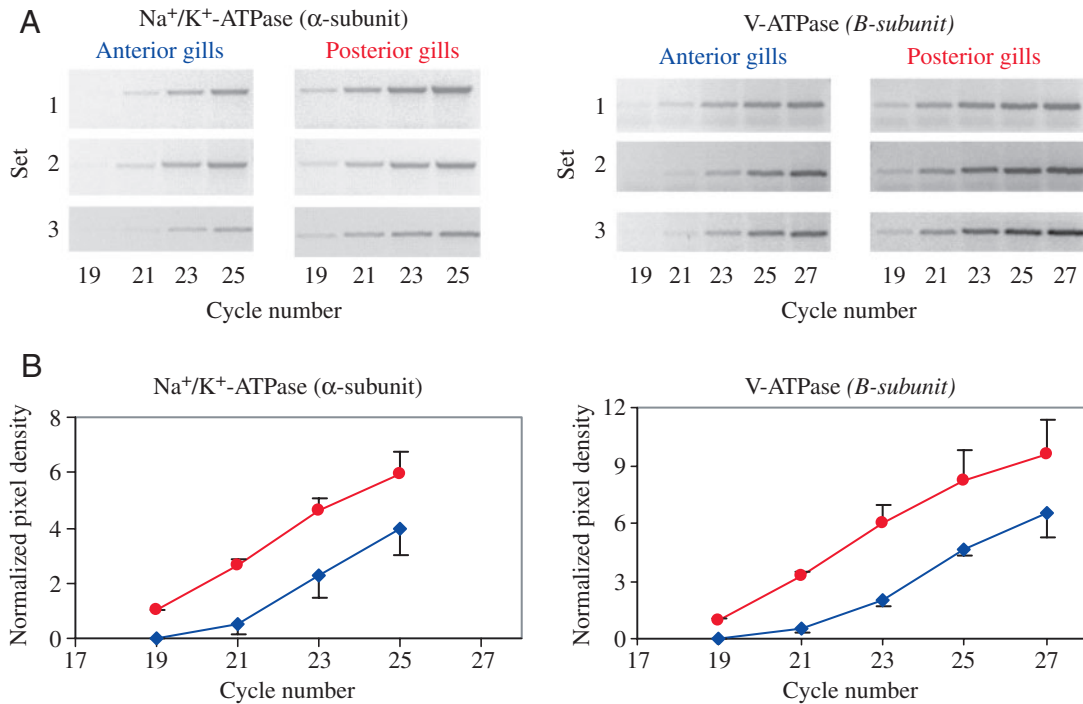 A
Na⁺/K⁺-ATPase (α-subunit)
Anterior gills
Posterior gills
Set
1
2
3
19 21 23 25
19 21 23 25
Cycle number
V-ATPase (B-subunit)
Anterior gills
Posterior gills
Set
1
2
3
19 21 23 25 27
19 21 23 25 27
Cycle number
B
Na⁺/K⁺-ATPase (α-subunit)
Normalized pixel density
8
6
4
2
0
17 19 21 23 25 27
Cycle number
V-ATPase (B-subunit)
Normalized pixel density
12
9
6
3
0
17 19 21 23 25 27
Cycle number